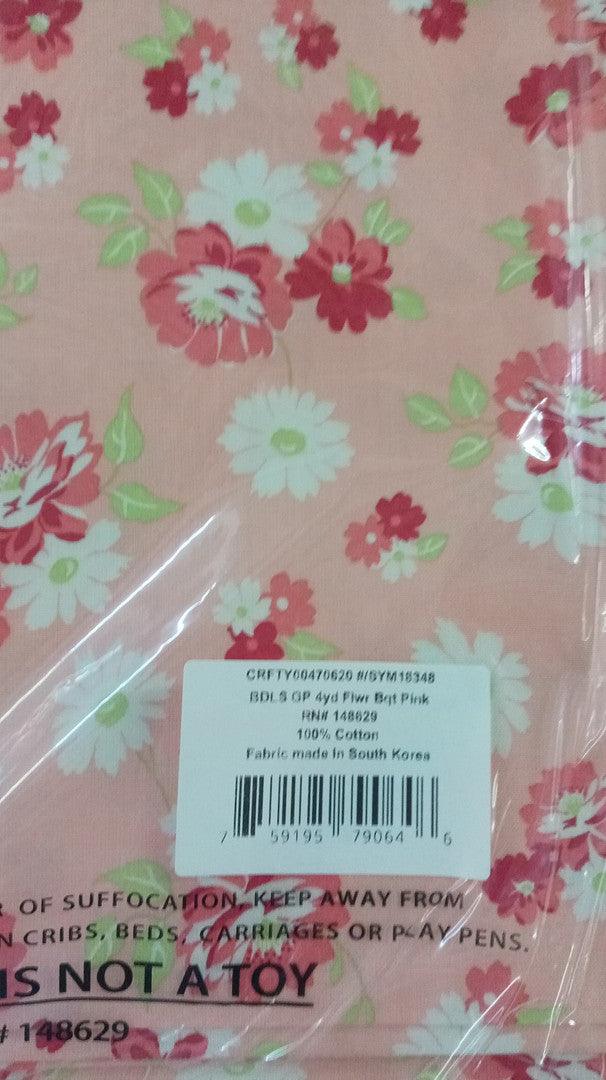 CRFTY00470620 #/SYM18348
BDLS GP 4yd Flwr Bqt Pink
RN# 148629
100% Cotton
Fabric made in South Korea
7 59195 79064 6
OF SUFFOCATION, KEEP AWAY FROM
N CRIBS, BEDS, CARRIAGES OR PLAY PENS.
IS NOT A TOY
# 148629